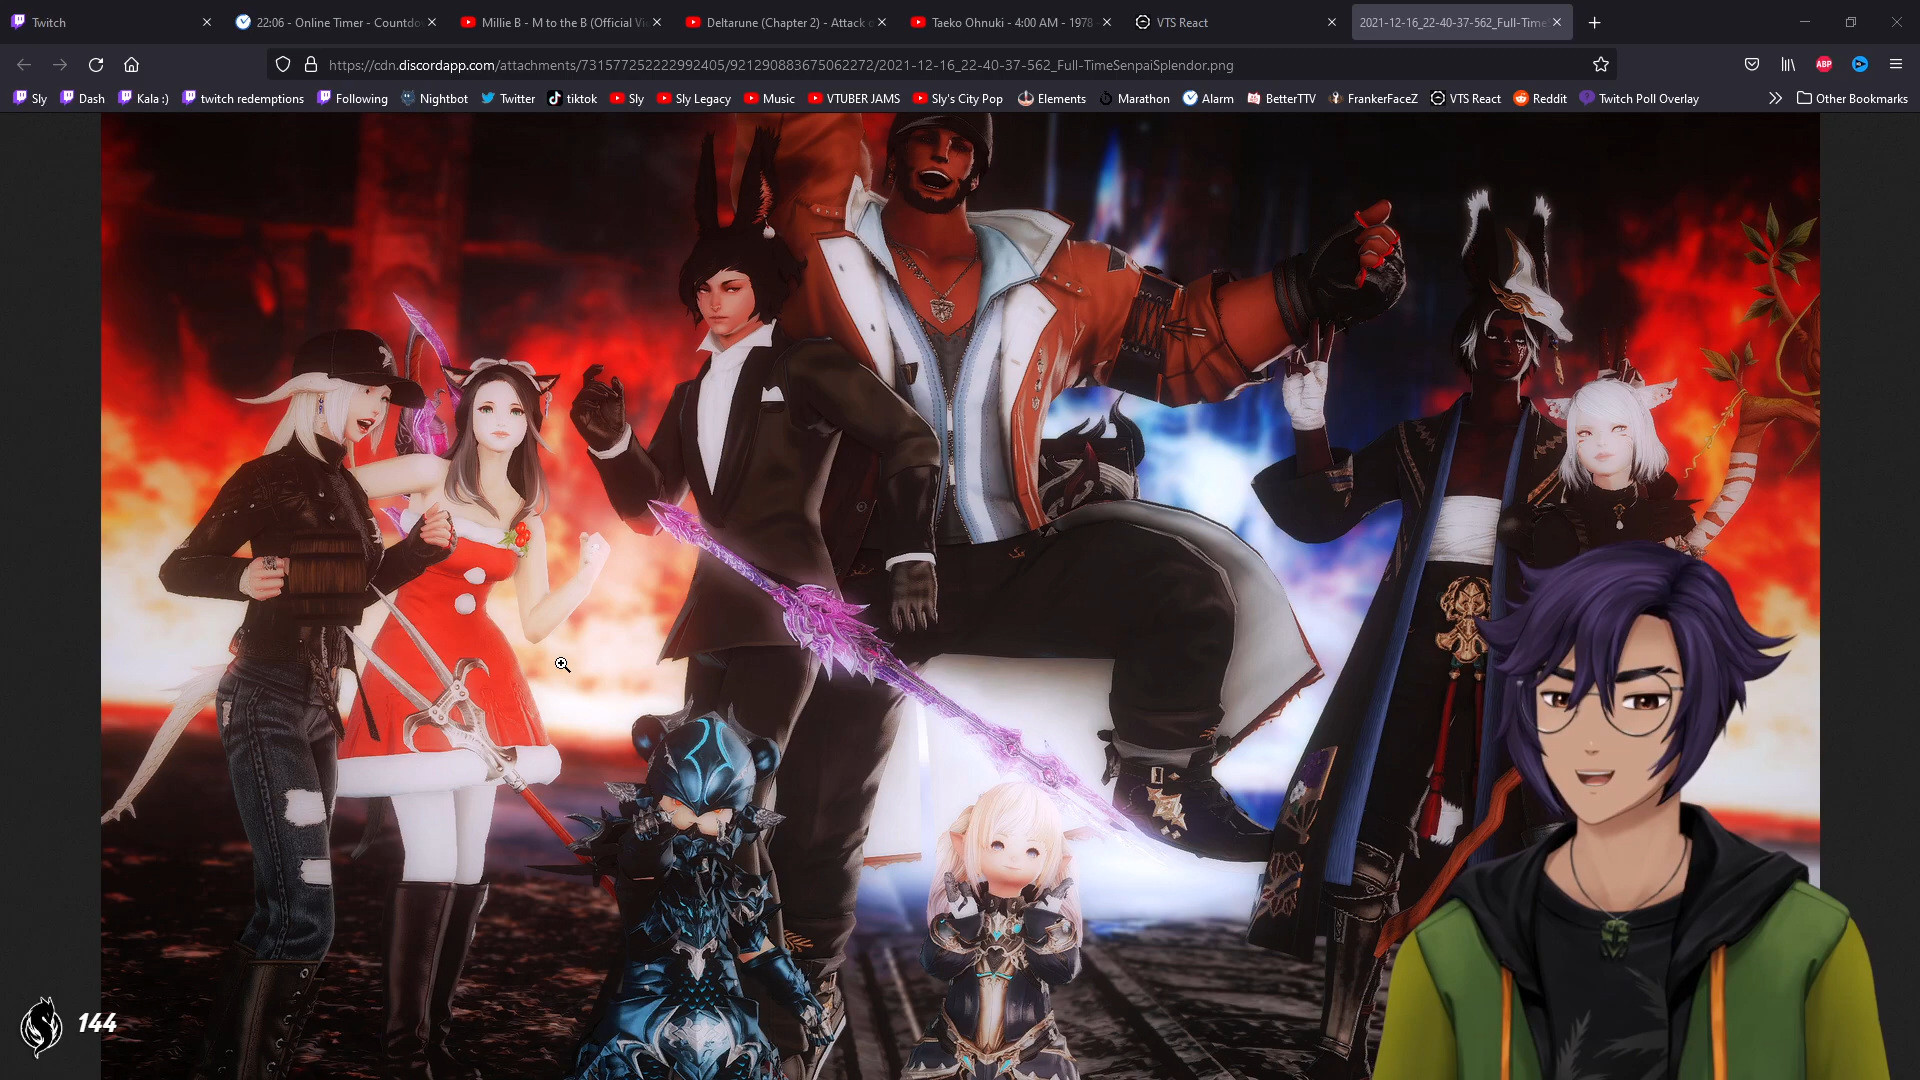 Twitch
22:06 - Online Timer - Countdo
Millie B - M to the B (Official Vi
Deltarune (Chapter 2) - Attack o
Taeko Ohnuki - 4:00 AM - 1978 -
VTS React
2021-12-16_22-40-37-562_Full-Time
https://cdn.discordapp.com/attachments/731577252222992405/921290883675062272/2021-12-16_22-40-37-562_Full-TimeSenpaiSplendor.png
ABP
Sly
Dash
Kala :)
twitch redemptions
Following
Nightbot
Twitter
tiktok
Sly
Sly Legacy
Music
VTUBER JAMS
Sly's City Pop
Elements
Marathon
Alarm
BetterTTV
FrankerFaceZ
VTS React
Reddit
Twitch Poll Overlay
Other Bookmarks
144